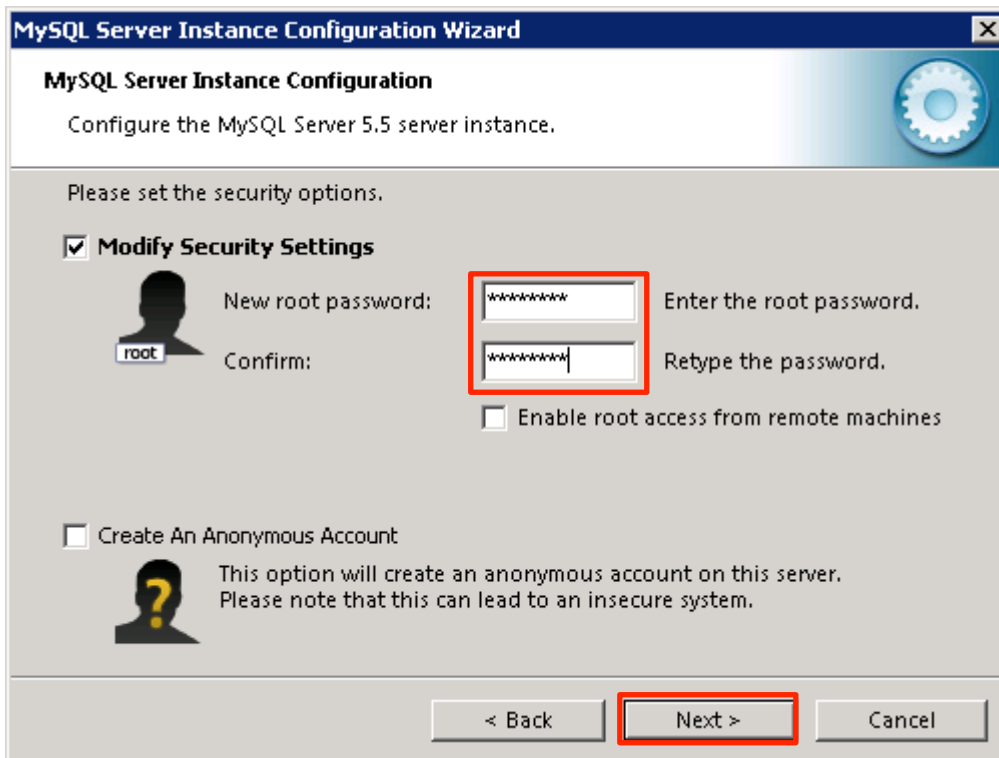 MySQL Server Instance Configuration Wizard
MySQL Server Instance Configuration
Configure the MySQL Server 5.5 server instance.
Please set the security options.
Modify Security Settings
New root password: ******** Enter the root password.
root
Confirm: ******** Retype the password.
Enable root access from remote machines
Create An Anonymous Account
This option will create an anonymous account on this server.
Please note that this can lead to an insecure system.
< Back Next > Cancel